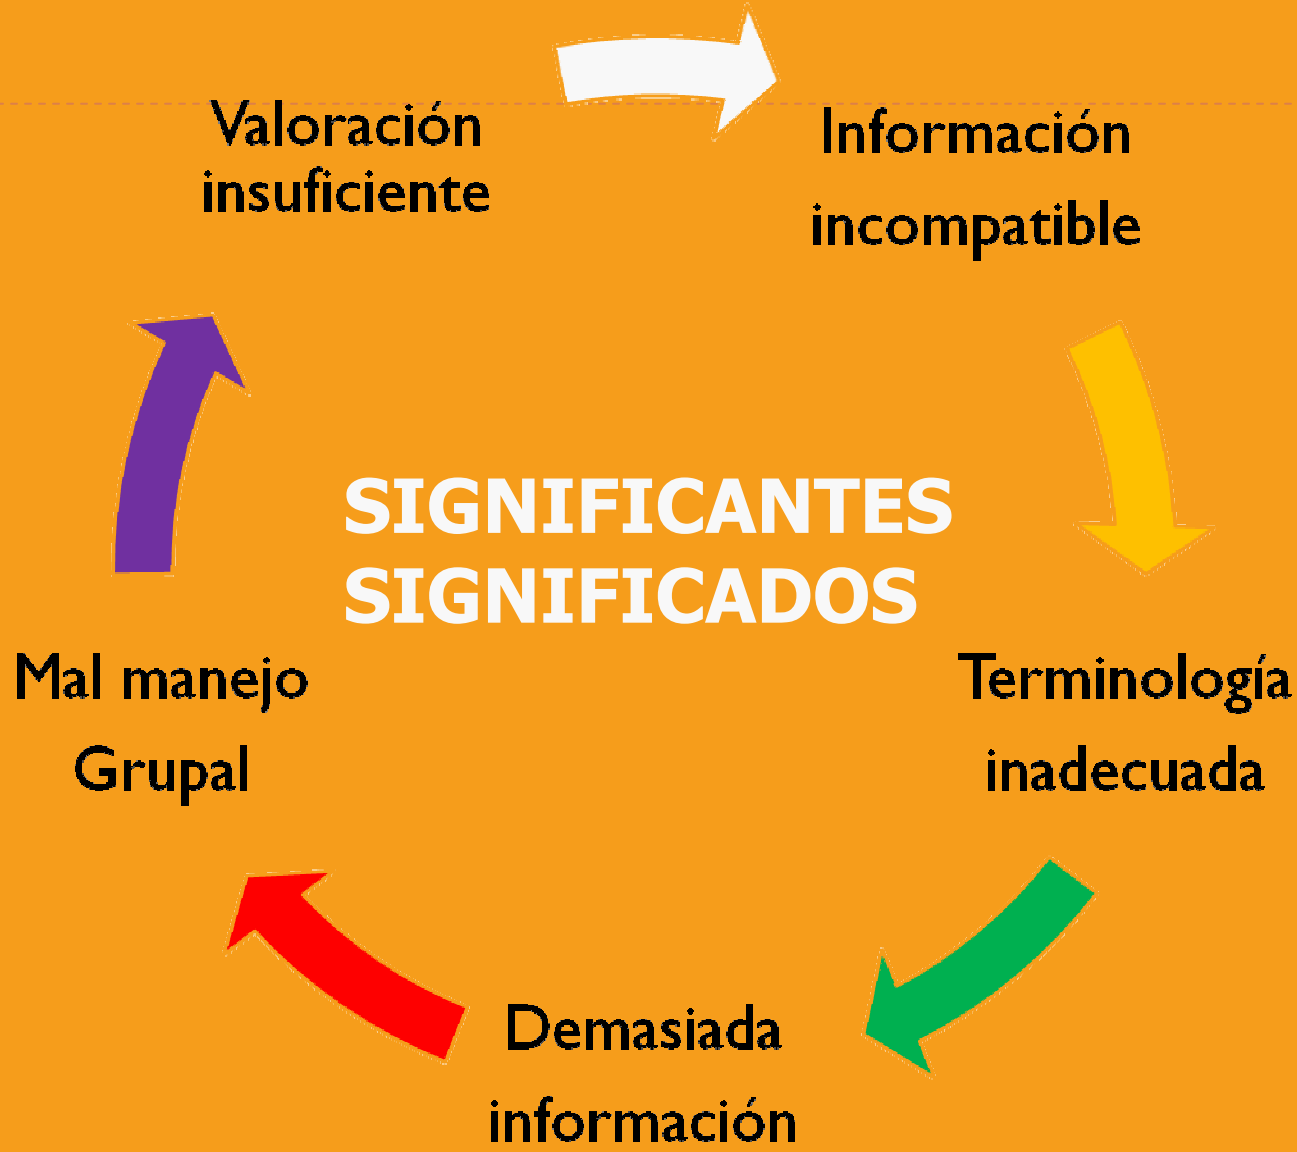 Valoración
insuficiente
Información
incompatible
SIGNIFICANTES
SIGNIFICADOS
Mal manejo
Grupal
Terminología
inadecuada
Demasiada
información